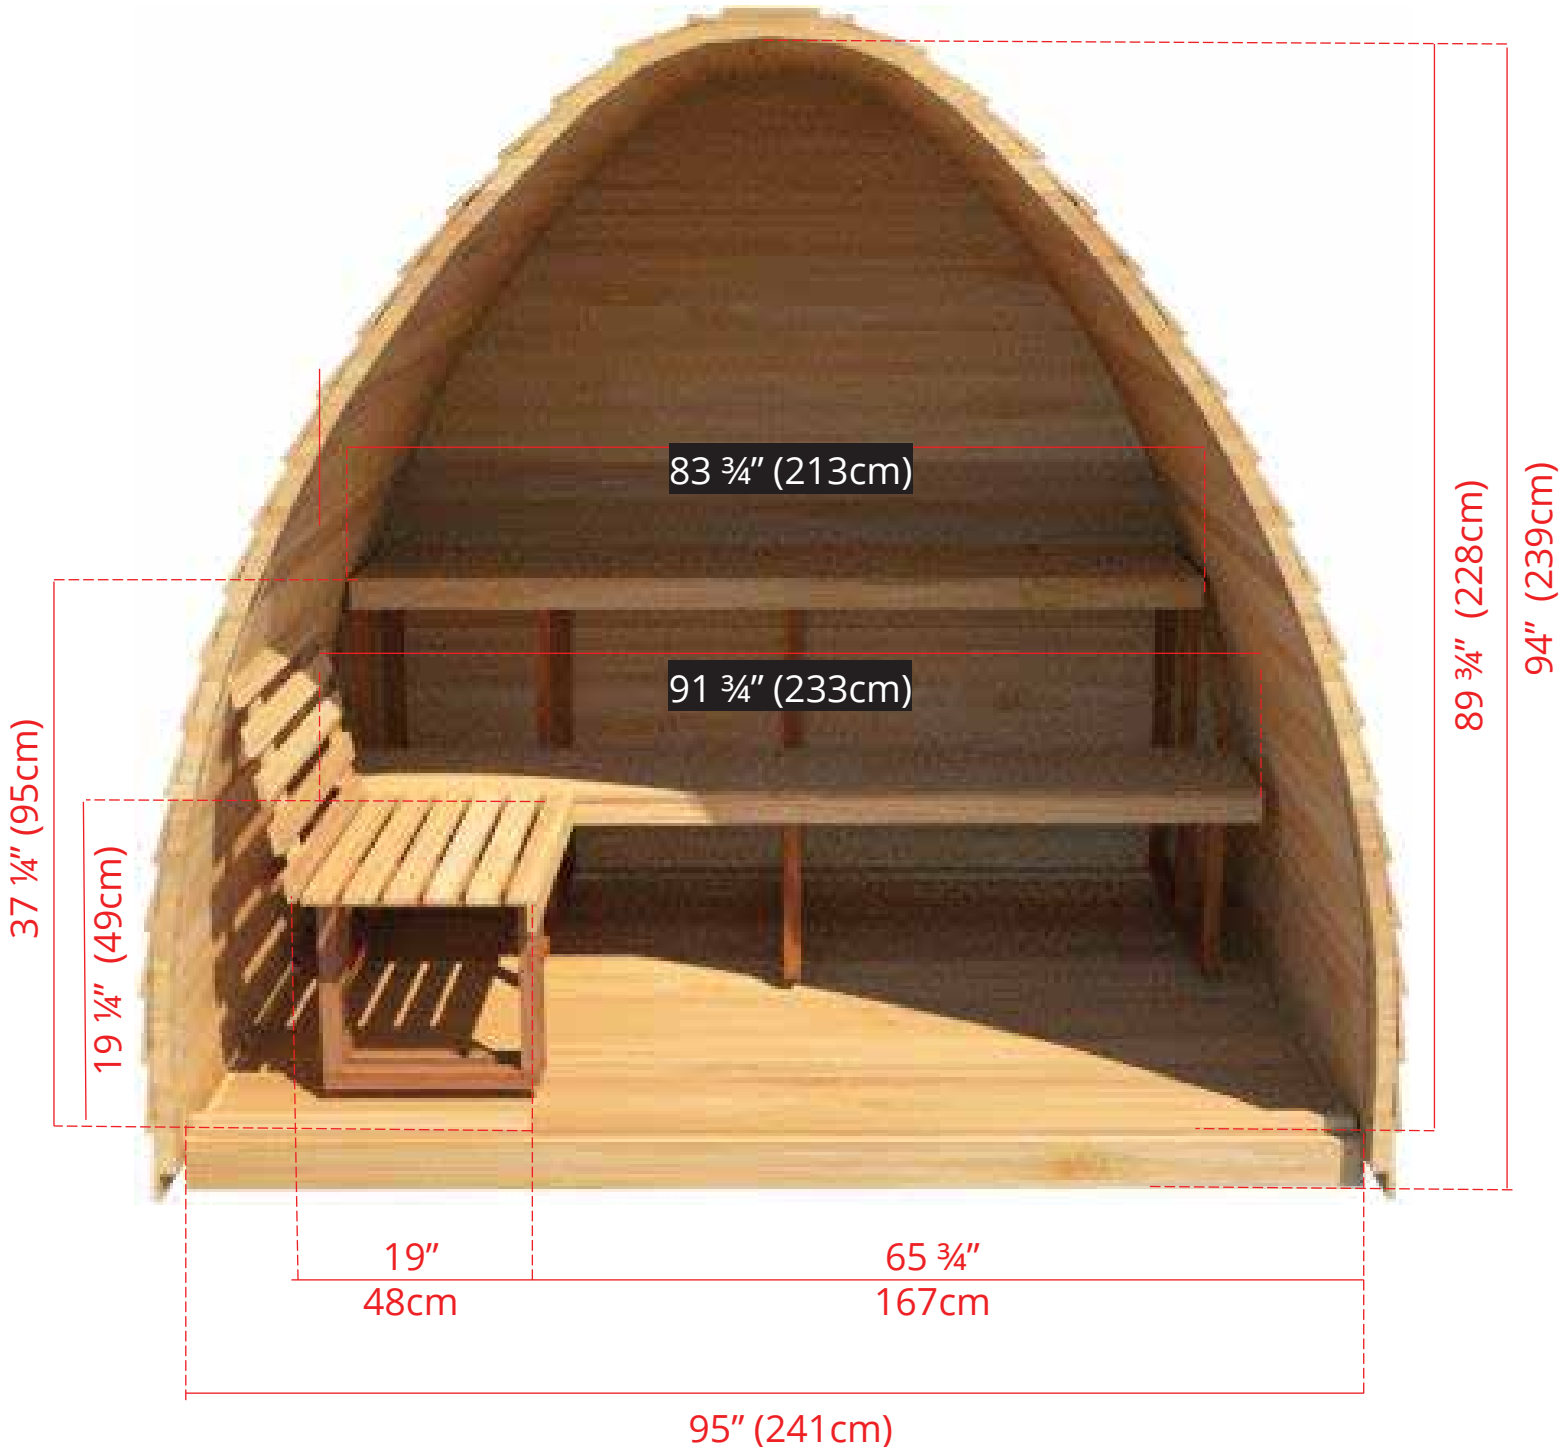 83 ¾” (213cm)
91 ¾” (233cm)
37 ¼” (95cm)
19 ¼” (49cm)
89 ¾” (228cm)
94” (239cm)
19”
48cm
65 ¾”
167cm
95” (241cm)